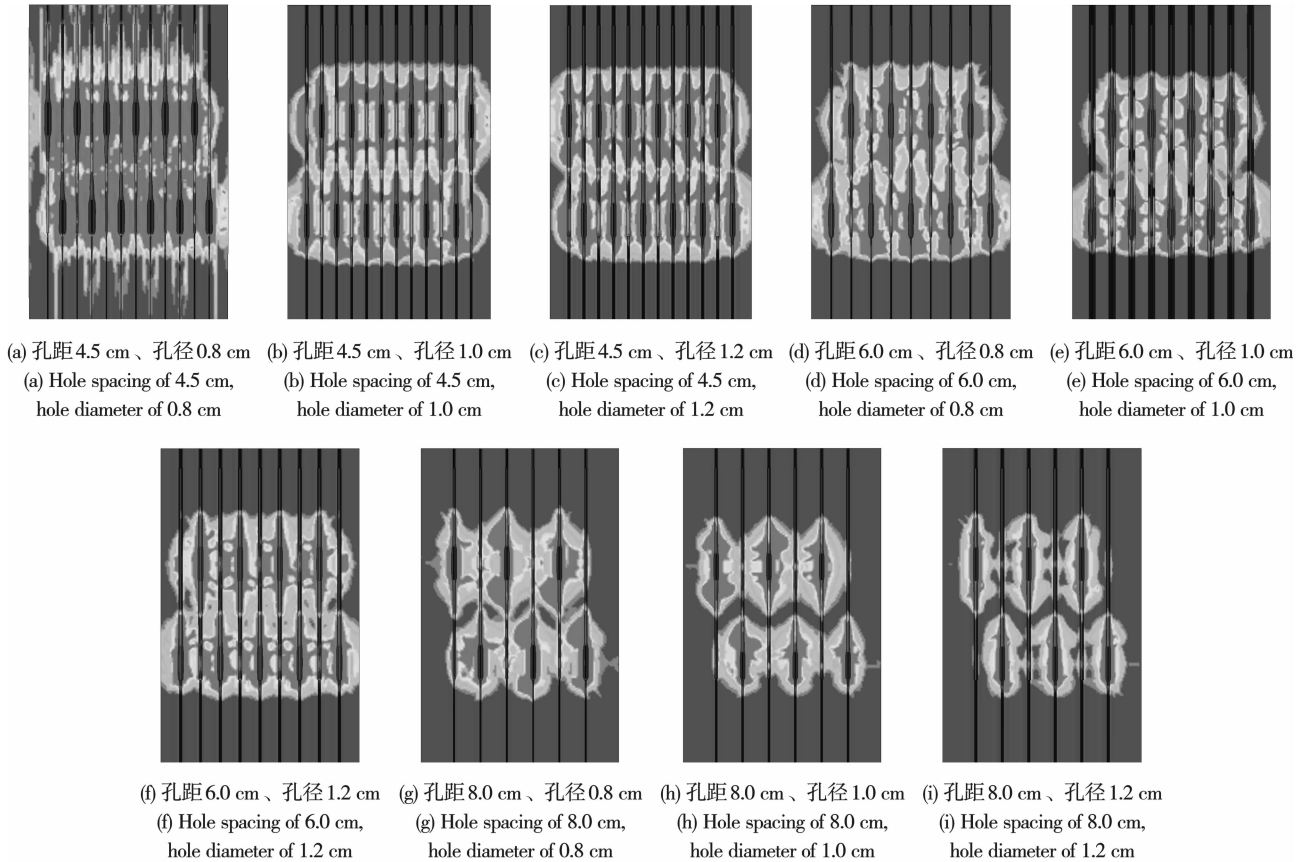 (a) 孔距4.5 cm、孔径0.8 cm
(a) Hole spacing of 4.5 cm,
hole diameter of 0.8 cm
(b) 孔距4.5 cm、孔径1.0 cm
(b) Hole spacing of 4.5 cm,
hole diameter of 1.0 cm
(c) 孔距4.5 cm、孔径1.2 cm
(c) Hole spacing of 4.5 cm,
hole diameter of 1.2 cm
(d) 孔距6.0 cm、孔径0.8 cm
(d) Hole spacing of 6.0 cm,
hole diameter of 0.8 cm
(e) 孔距6.0 cm、孔径1.0 cm
(e) Hole spacing of 6.0 cm,
hole diameter of 1.0 cm
(f) 孔距6.0 cm、孔径1.2 cm
(f) Hole spacing of 6.0 cm,
hole diameter of 1.2 cm
(g) 孔距8.0 cm、孔径0.8 cm
(g) Hole spacing of 8.0 cm,
hole diameter of 0.8 cm
(h) 孔距8.0 cm、孔径1.0 cm
(h) Hole spacing of 8.0 cm,
hole diameter of 1.0 cm
(i) 孔距8.0 cm、孔径1.2 cm
(i) Hole spacing of 8.0 cm,
hole diameter of 1.2 cm